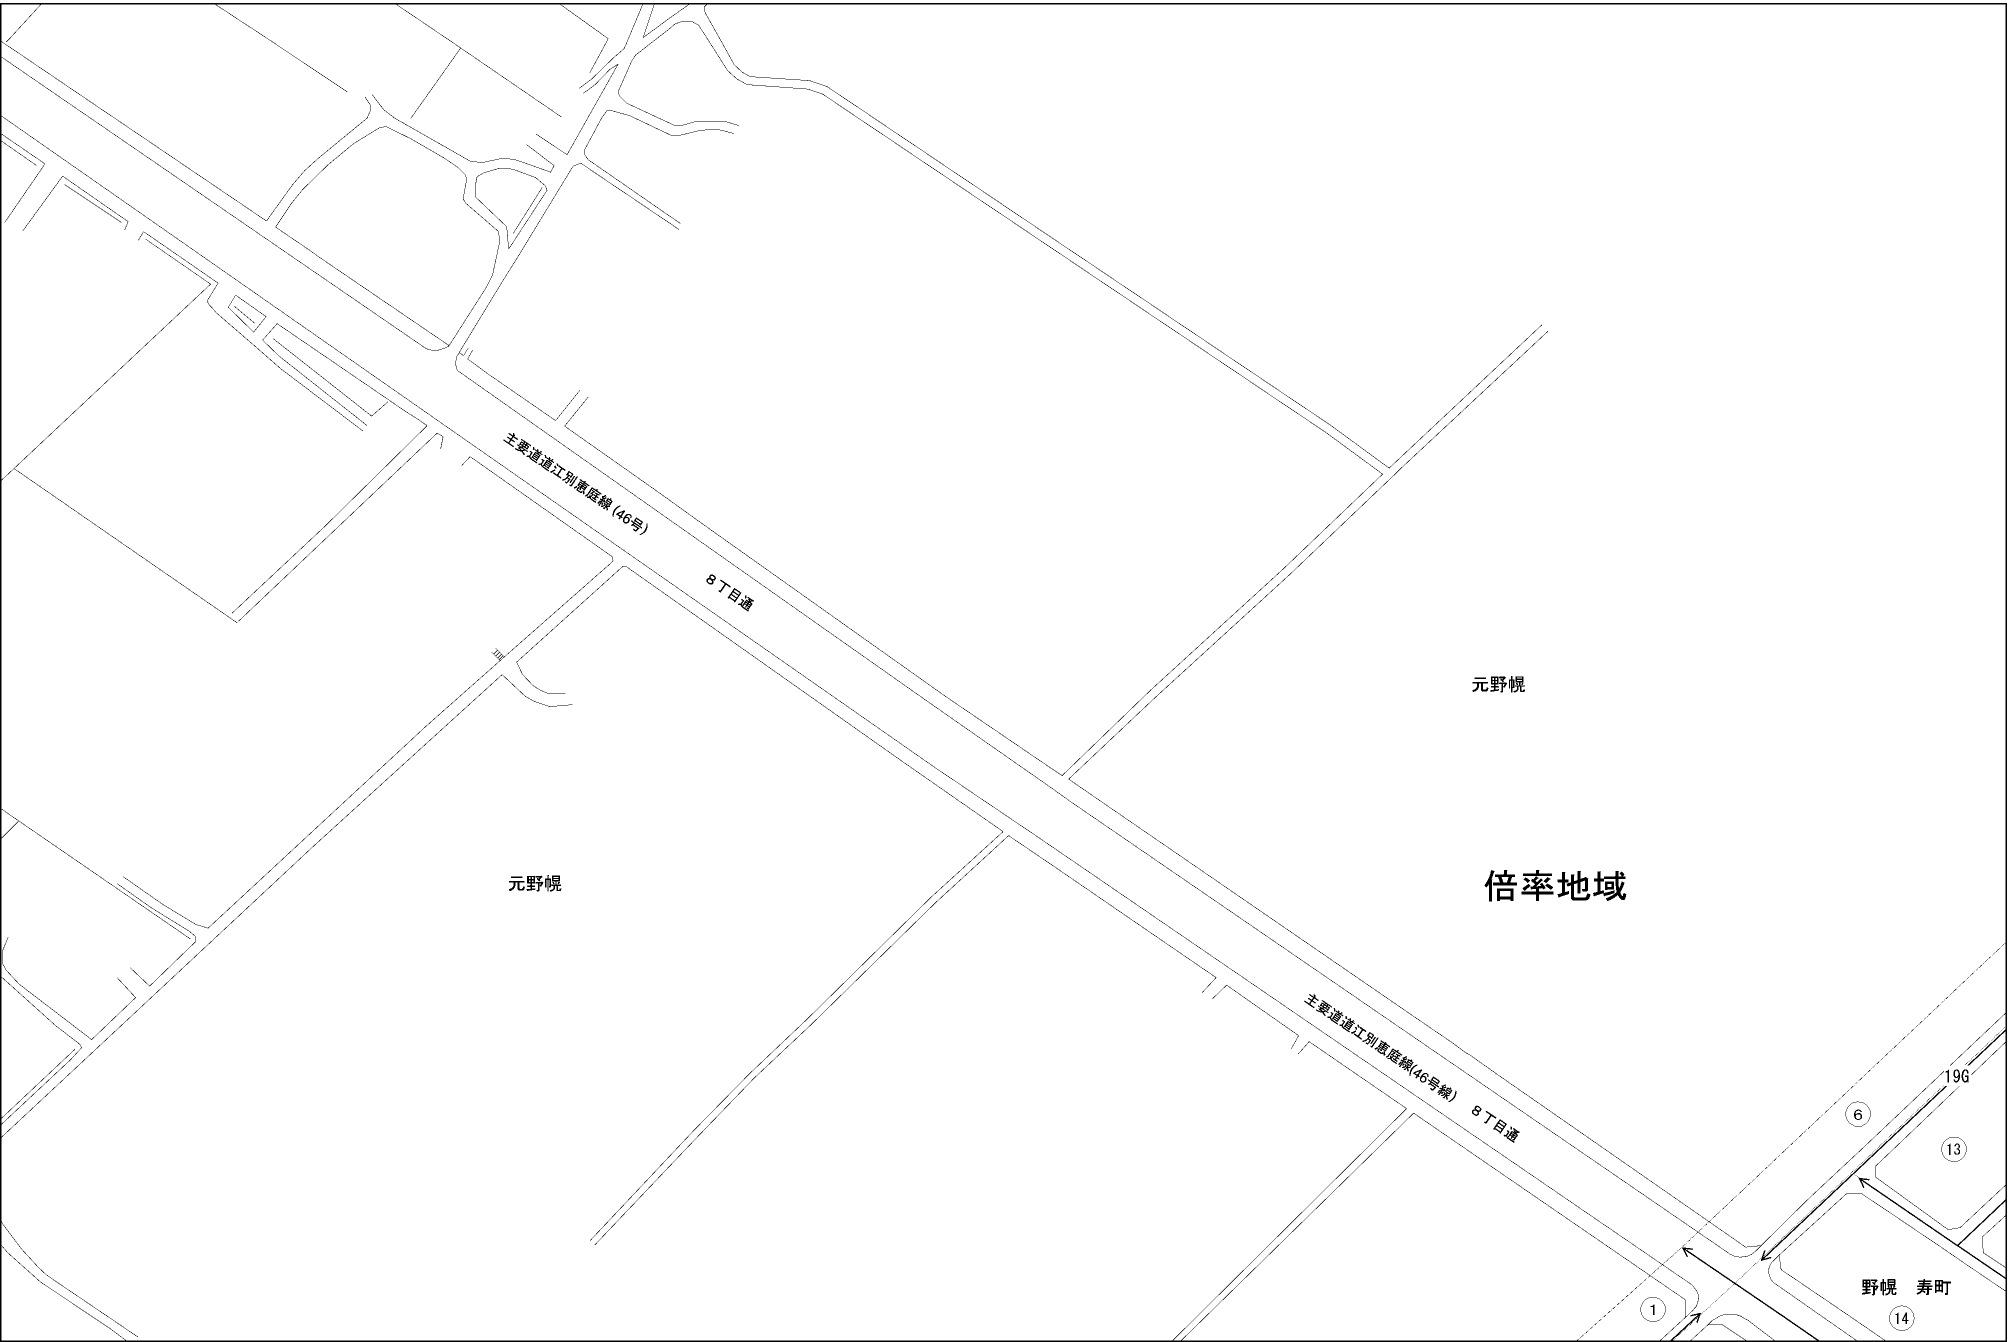 主要道道江別恵庭線(46号)
8丁目通
元野幌
元野幌
倍率地域
主要道道江別恵庭線(46号線) 8丁目通
19G
6
13
野幌 寿町
1
14